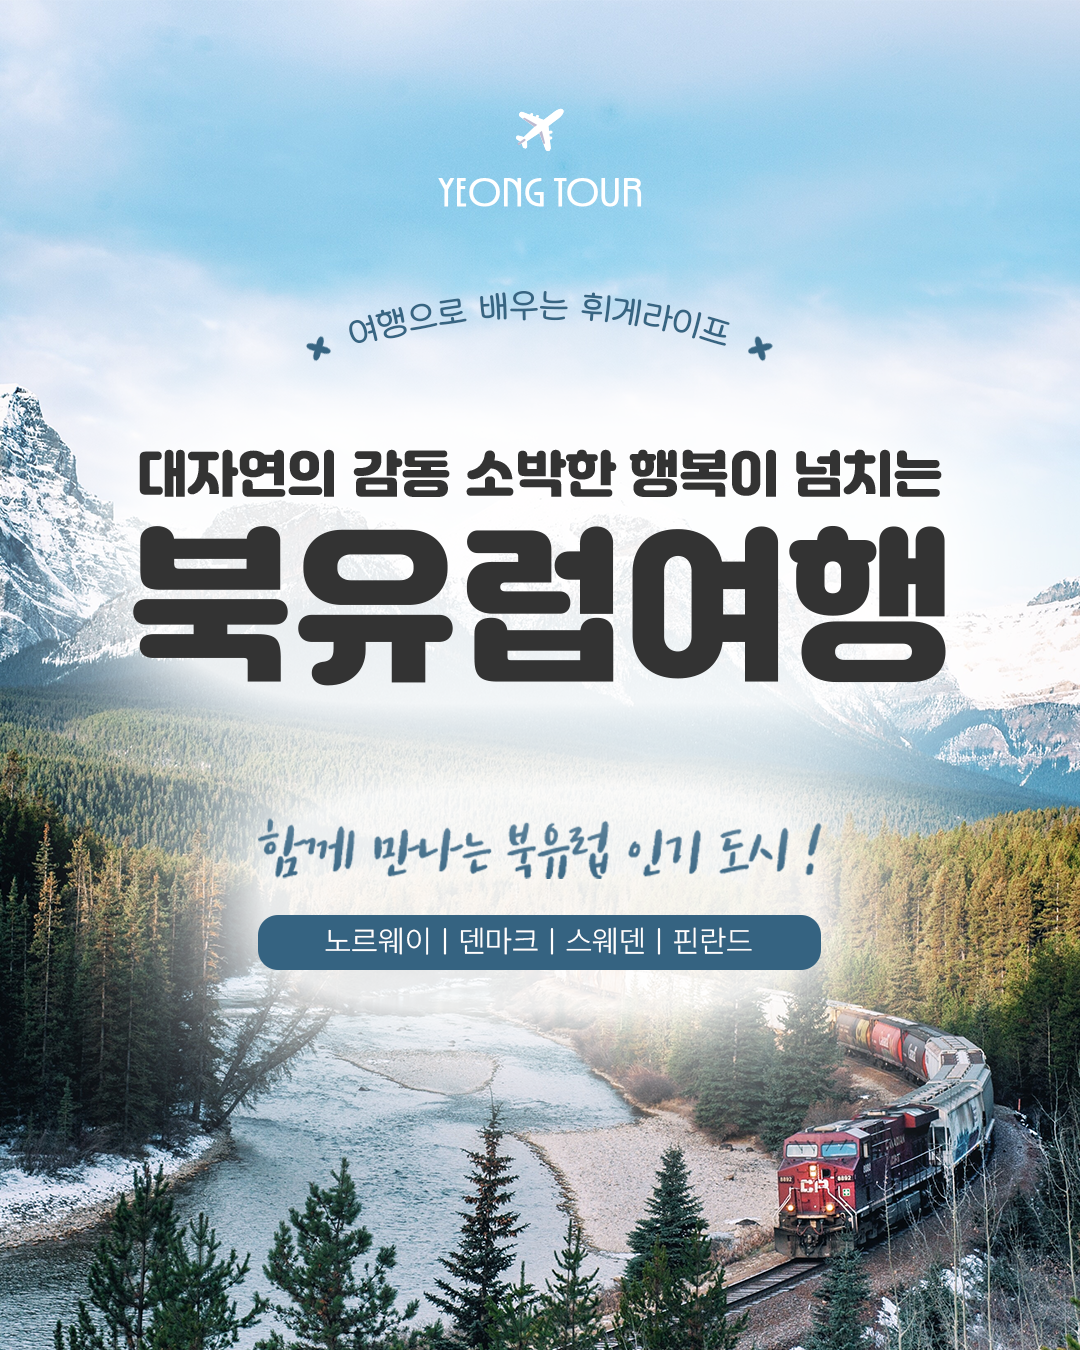 YEONG TOUR
여행으로 배우는 휘게라이프
대자연의 감동 소박한 행복이 넘치는
북유럽여행
함께 만나는 북유럽 인기 도시!
노르웨이 | 덴마크 | 스웨덴 | 핀란드
8892
8892
CP